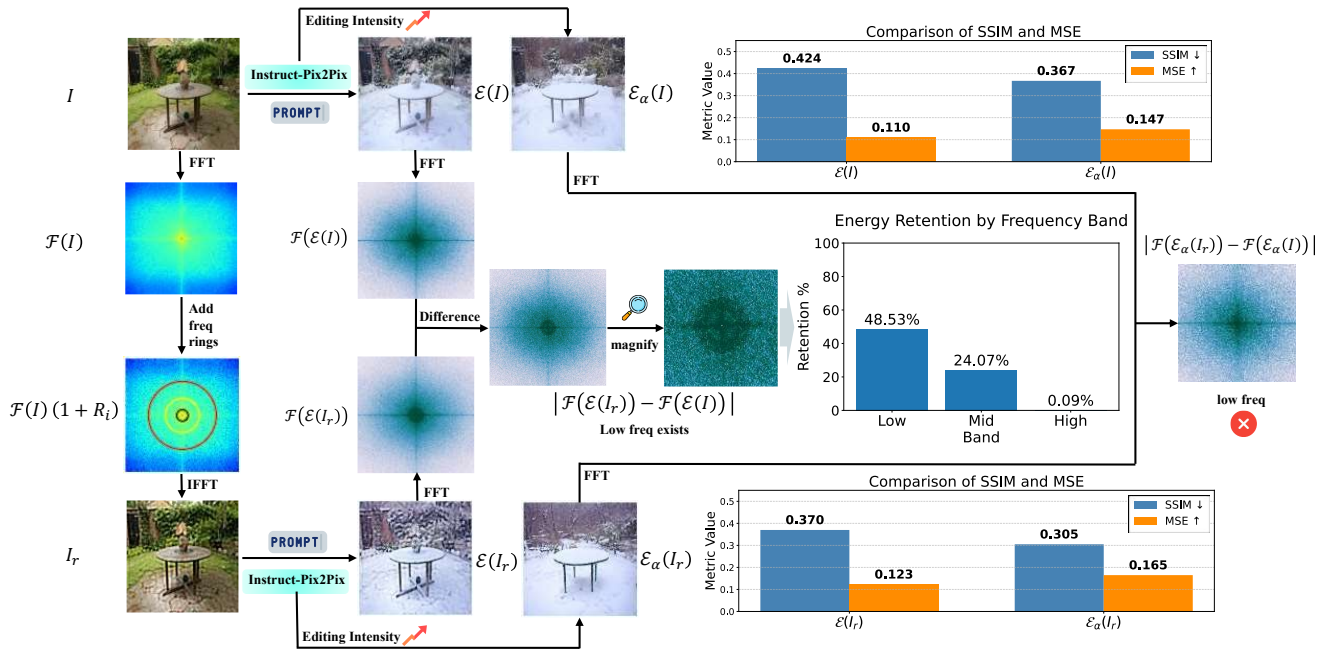 Editing Intensity
I
Instruct-Pix2Pix
PROMPT
ℰ(I)
ℰ_α(I)
FFT
FFT
FFT
Comparison of SSIM and MSE
Metric Value
0.5
0.4
0.3
0.2
0.1
0.0
0.424
0.110
0.367
0.147
SSIM ↓
MSE ↑
ℰ(I)
ℰ_α(I)
ℱ(I)
ℱ(ℰ(I))
Add
freq
rings
Difference
magnify
|ℱ(ℰ(I_r)) − ℱ(ℰ(I))|
Low freq exists
Energy Retention by Frequency Band
Retention %
100
80
60
40
20
0
48.53%
24.07%
0.09%
Low
Mid
High
Band
|ℱ(ℰ_α(I_r)) − ℱ(ℰ_α(I))|
low freq
ℱ(I)(1 + R_i)
ℱ(ℰ(I_r))
IFFT
FFT
FFT
I_r
PROMPT
Instruct-Pix2Pix
ℰ(I_r)
ℰ_α(I_r)
Editing Intensity
Comparison of SSIM and MSE
Metric Value
0.5
0.4
0.3
0.2
0.1
0.0
0.370
0.123
0.305
0.165
SSIM ↓
MSE ↑
ℰ(I_r)
ℰ_α(I_r)